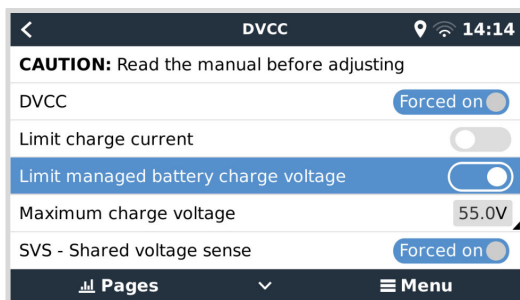 DVCC 14:14
CAUTION: Read the manual before adjusting
DVCC Forced on
Limit charge current
Limit managed battery charge voltage
Maximum charge voltage 55.0V
SVS - Shared voltage sense Forced on
Pages Menu